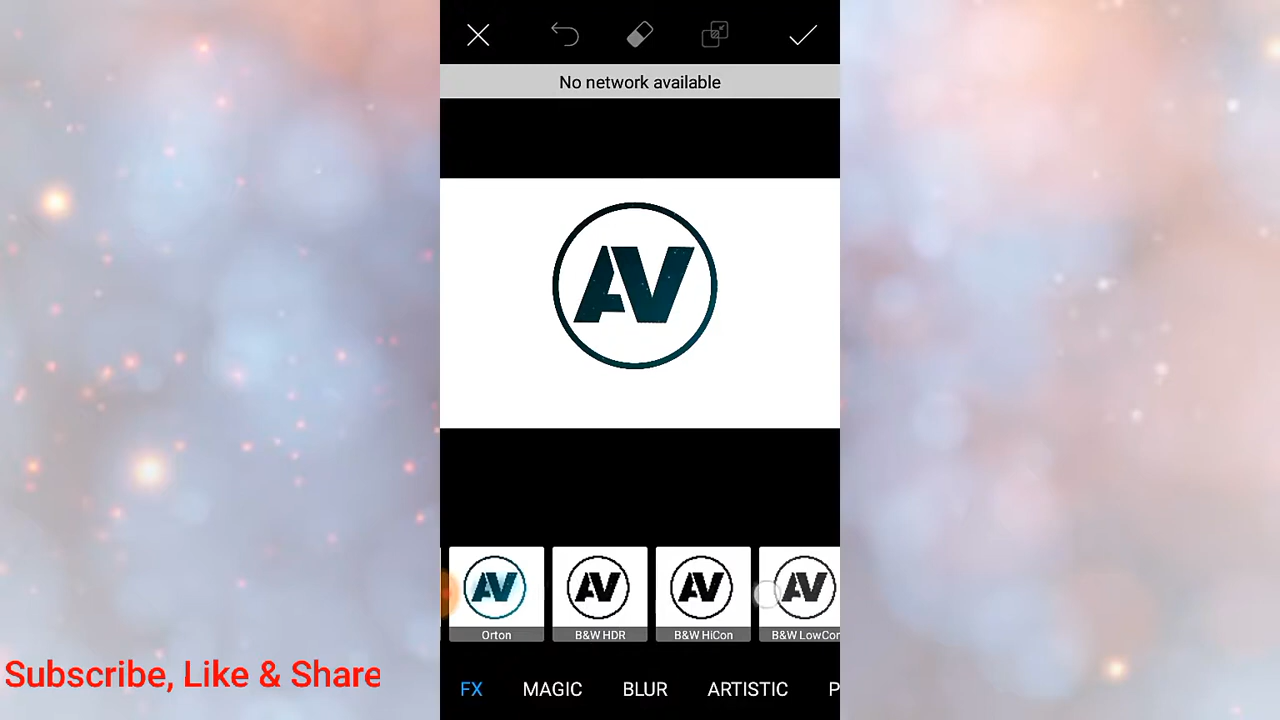 No network available
AV
AV AV AV AV
Orton B&W HDR B&W HiCon B&W LowCon
Subscribe, Like & Share
FX MAGIC BLUR ARTISTIC P